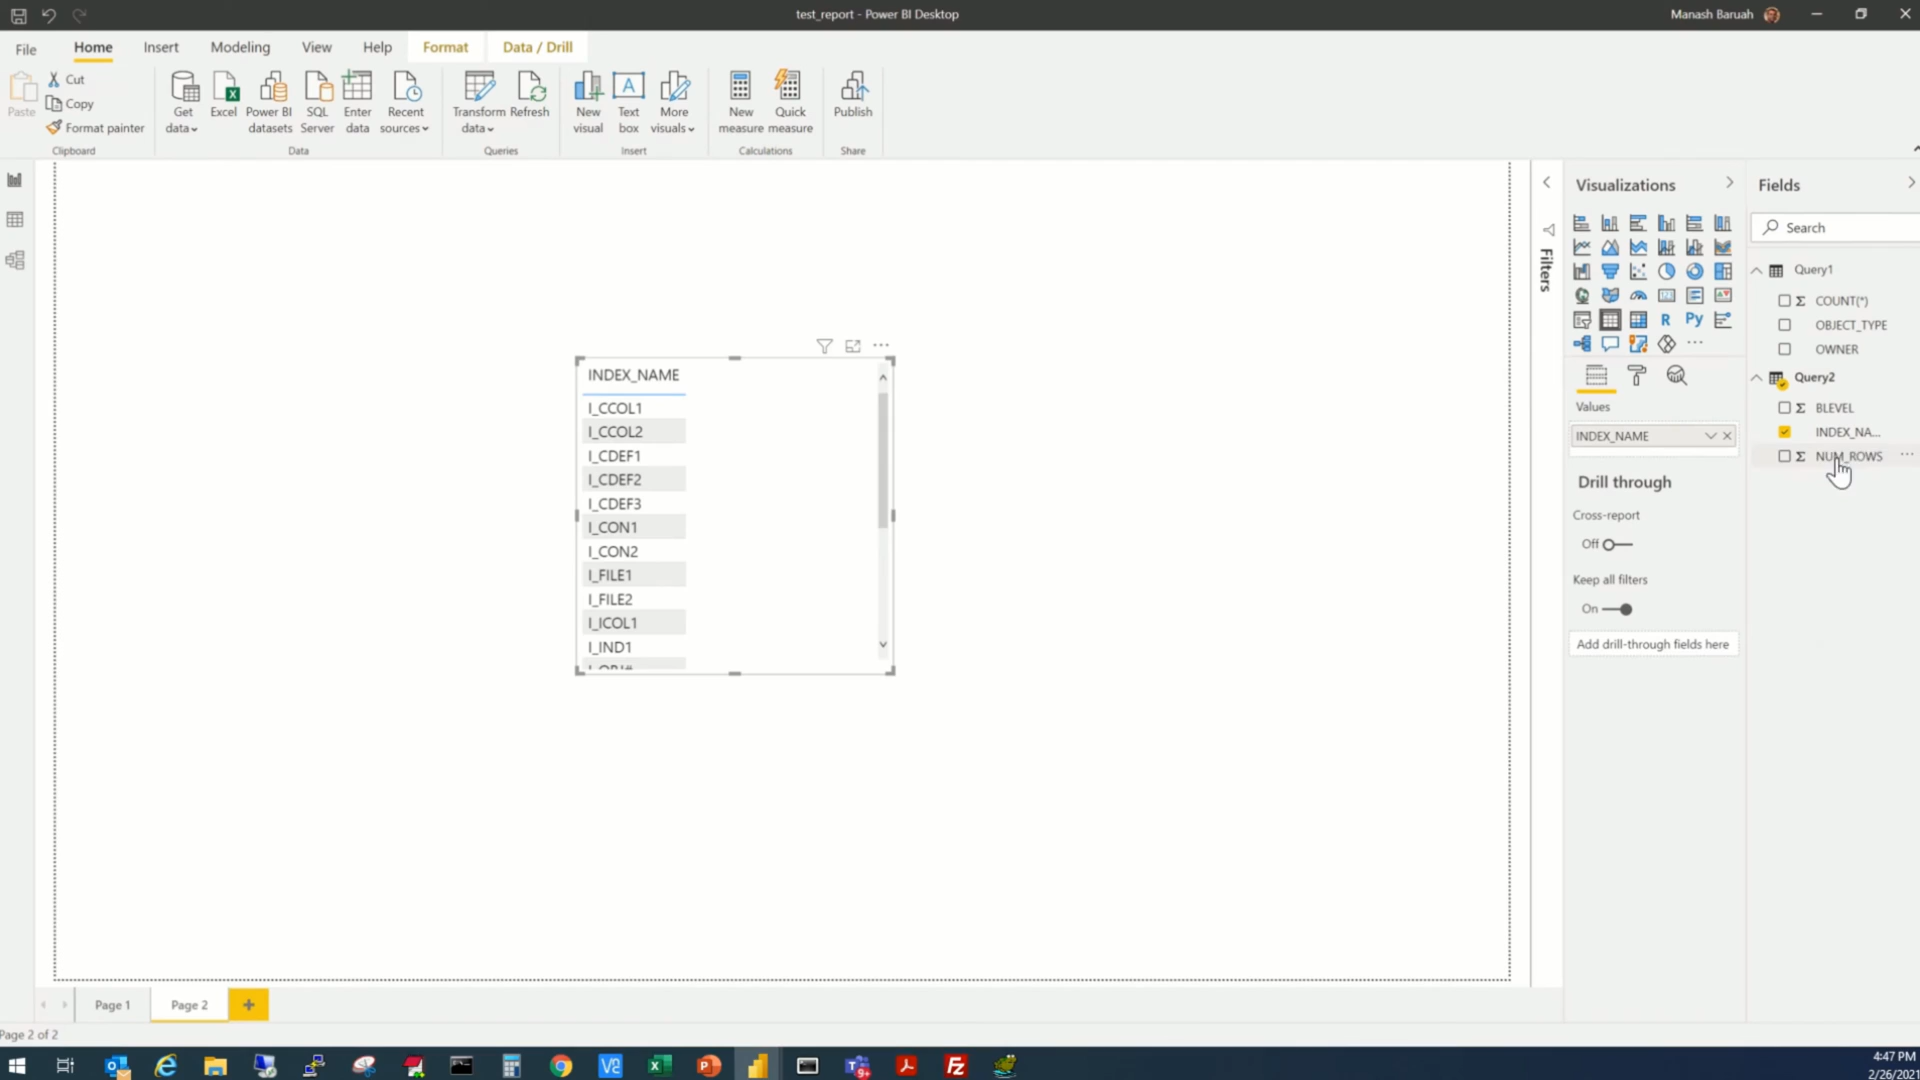 test_report - Power BI Desktop
Manash Baruah
File
Home
Insert
Modeling
View
Help
Format
Data / Drill
Paste
Cut
Copy
Format painter
Clipboard
Get data
Excel
Power BI datasets
SQL Server
Enter data
Recent sources
Data
Transform data
Refresh
Queries
New visual
A
Text box
More visuals
Insert
New measure
Quick measure
Calculations
Publish
Share
INDEX_NAME
I_CCOL1
I_CCOL2
I_CDEF1
I_CDEF2
I_CDEF3
I_CON1
I_CON2
I_FILE1
I_FILE2
I_ICOL1
I_IND1
I_OBJ#
Filters
Visualizations
R
Py
Values
INDEX_NAME
Drill through
Cross-report
Off
Keep all filters
On
Add drill-through fields here
Fields
Search
Query1
Σ COUNT(*)
OBJECT_TYPE
OWNER
Query2
Σ BLEVEL
INDEX_NA...
Σ NUM_ROWS
Page 1
Page 2
+
Page 2 of 2
9+
4:47 PM
2/26/2021